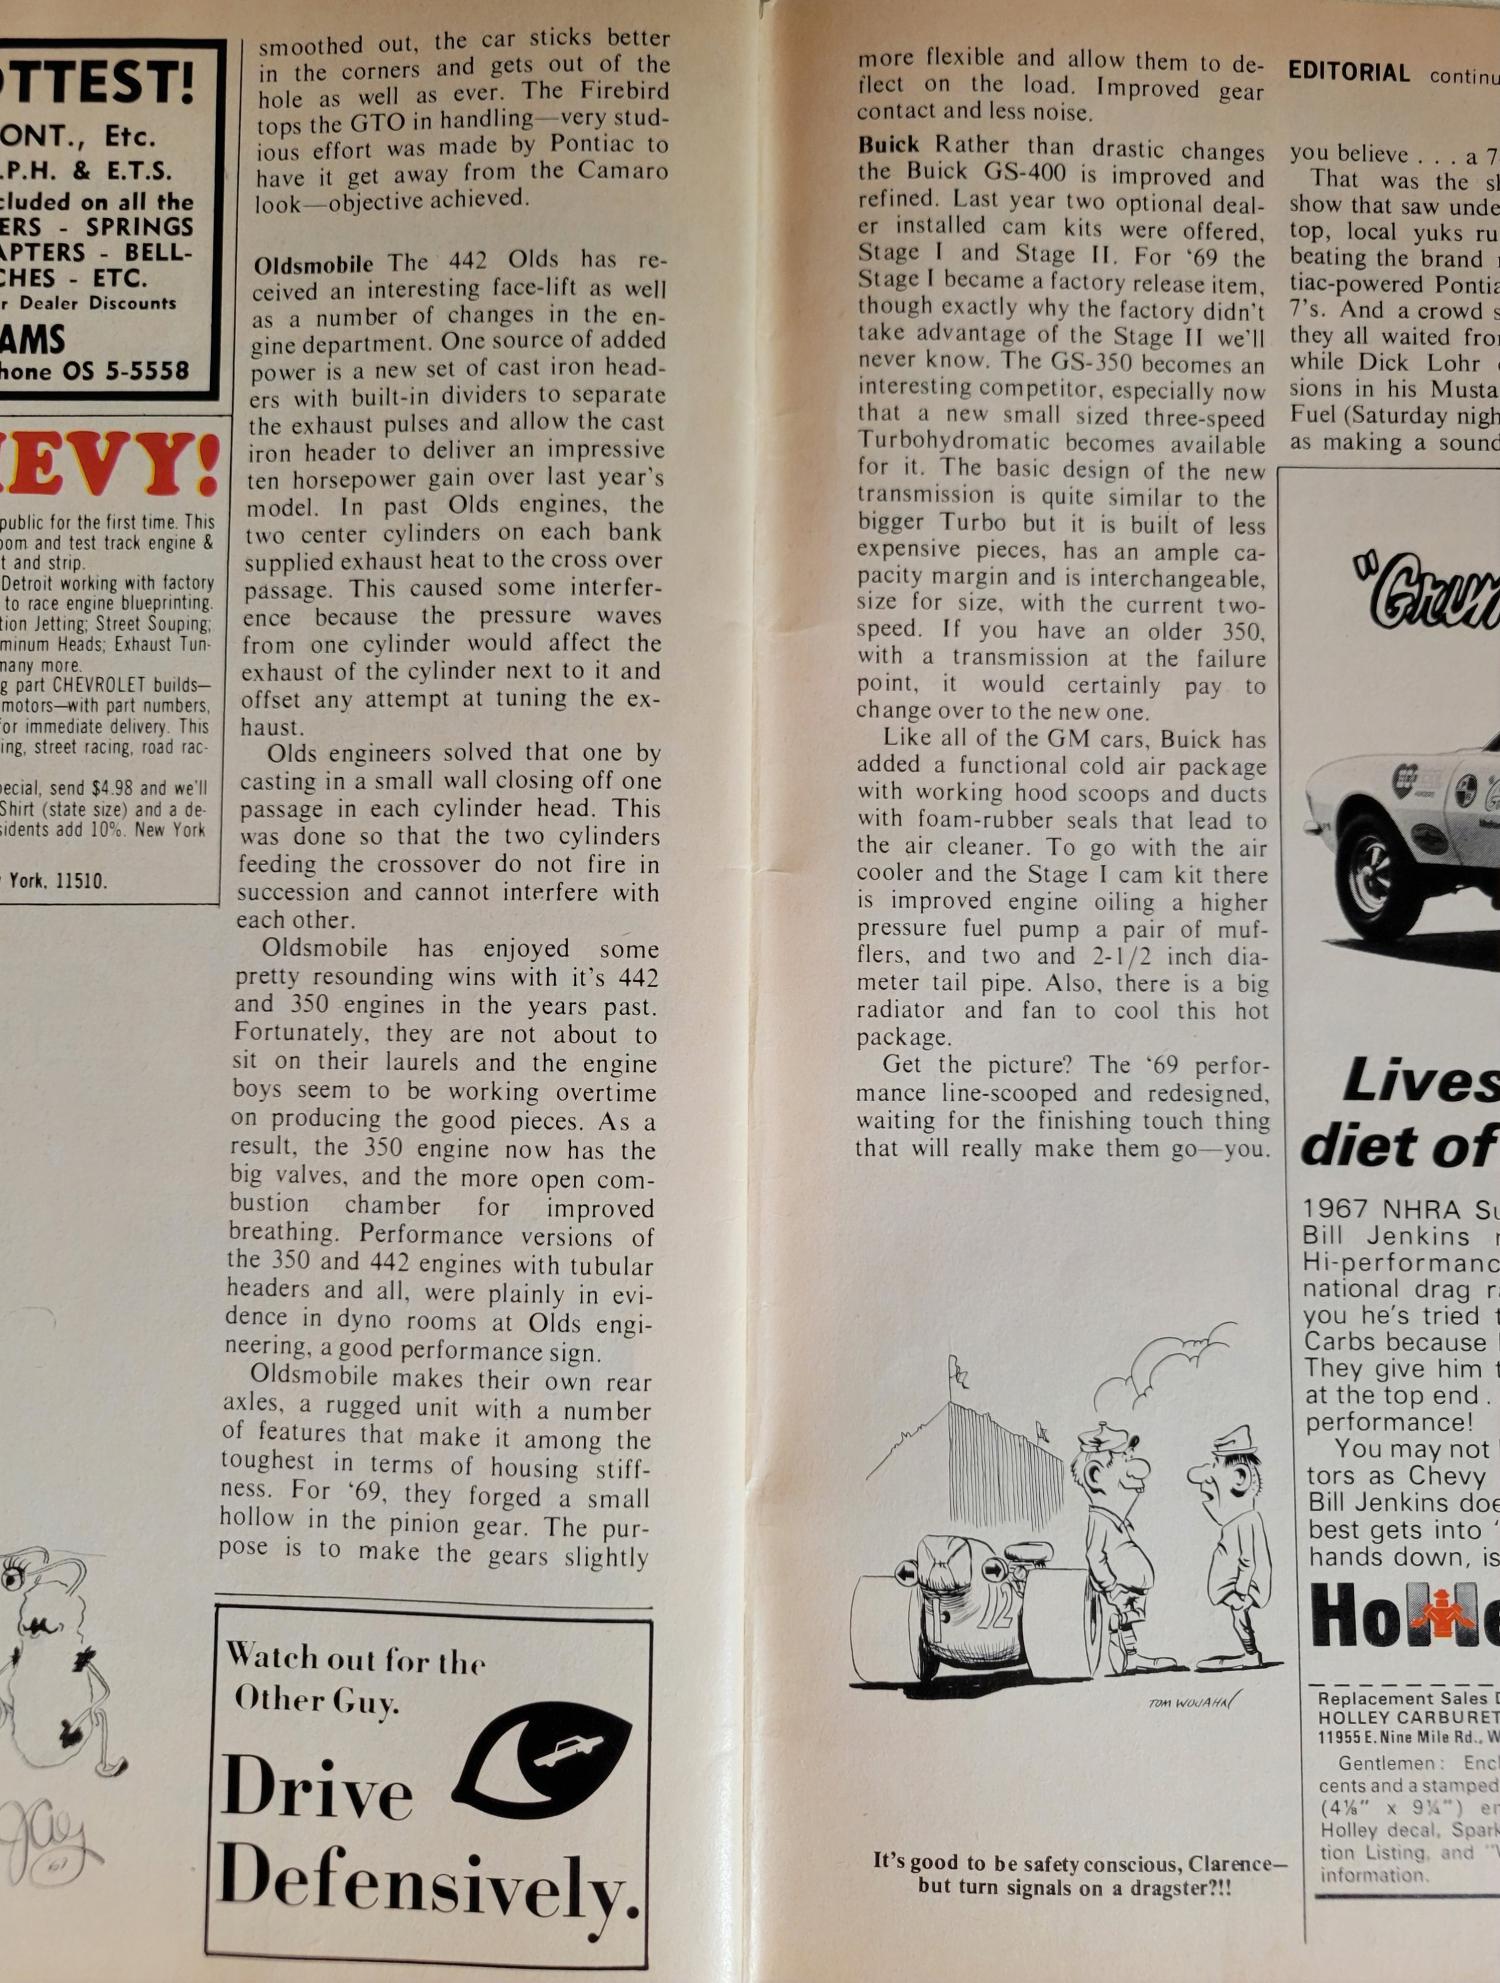 OTTEST!
ONT., Etc.
.P.H. & E.T.S.
cluded on all the
ERS - SPRINGS
APTERS - BELL-
CHES - ETC.
r Dealer Discounts
AMS
hone OS 5-5558
HEVY!
public for the first time. This
oom and test track engine &
t and strip.
Detroit working with factory
to race engine blueprinting.
tion Jetting; Street Souping;
minum Heads; Exhaust Tun-
many more.
g part CHEVROLET builds—
motors—with part numbers,
for immediate delivery. This
ing, street racing, road rac-
pecial, send $4.98 and we'll
Shirt (state size) and a de-
sidents add 10%. New York
York, 11510.
smoothed out, the car sticks better
in the corners and gets out of the
hole as well as ever. The Firebird
tops the GTO in handling—very stud-
ious effort was made by Pontiac to
have it get away from the Camaro
look—objective achieved.
Oldsmobile The 442 Olds has re-
ceived an interesting face-lift as well
as a number of changes in the en-
gine department. One source of added
power is a new set of cast iron head-
ers with built-in dividers to separate
the exhaust pulses and allow the cast
iron header to deliver an impressive
ten horsepower gain over last year's
model. In past Olds engines, the
two center cylinders on each bank
supplied exhaust heat to the cross over
passage. This caused some interfer-
ence because the pressure waves
from one cylinder would affect the
exhaust of the cylinder next to it and
offset any attempt at tuning the ex-
haust.
Olds engineers solved that one by
casting in a small wall closing off one
passage in each cylinder head. This
was done so that the two cylinders
feeding the crossover do not fire in
succession and cannot interfere with
each other.
Oldsmobile has enjoyed some
pretty resounding wins with it's 442
and 350 engines in the years past.
Fortunately, they are not about to
sit on their laurels and the engine
boys seem to be working overtime
on producing the good pieces. As a
result, the 350 engine now has the
big valves, and the more open com-
bustion chamber for improved
breathing. Performance versions of
the 350 and 442 engines with tubular
headers and all, were plainly in evi-
dence in dyno rooms at Olds engi-
neering, a good performance sign.
Oldsmobile makes their own rear
axles, a rugged unit with a number
of features that make it among the
toughest in terms of housing stiff-
ness. For '69, they forged a small
hollow in the pinion gear. The pur-
pose is to make the gears slightly
Watch out for the
Other Guy.
Drive
Defensively.
more flexible and allow them to de-
flect on the load. Improved gear
contact and less noise.
Buick Rather than drastic changes
the Buick GS-400 is improved and
refined. Last year two optional deal-
er installed cam kits were offered,
Stage I and Stage II. For '69 the
Stage I became a factory release item,
though exactly why the factory didn't
take advantage of the Stage II we'll
never know. The GS-350 becomes an
interesting competitor, especially now
that a new small sized three-speed
Turbohydromatic becomes available
for it. The basic design of the new
transmission is quite similar to the
bigger Turbo but it is built of less
expensive pieces, has an ample ca-
pacity margin and is interchangeable,
size for size, with the current two-
speed. If you have an older 350,
with a transmission at the failure
point, it would certainly pay to
change over to the new one.
Like all of the GM cars, Buick has
added a functional cold air package
with working hood scoops and ducts
with foam-rubber seals that lead to
the air cleaner. To go with the air
cooler and the Stage I cam kit there
is improved engine oiling a higher
pressure fuel pump a pair of muf-
flers, and two and 2-1/2 inch dia-
meter tail pipe. Also, there is a big
radiator and fan to cool this hot
package.
Get the picture? The '69 perfor-
mance line-scooped and redesigned,
waiting for the finishing touch thing
that will really make them go—you.
12
TOM WOUAHN
It's good to be safety conscious, Clarence—
but turn signals on a dragster?!!
EDITORIAL continu
you believe . . . a 7
That was the sh
show that saw unde
top, local yuks ru
beating the brand
tiac-powered Pontia
7's. And a crowd s
they all waited fro
while Dick Lohr
sions in his Musta
Fuel (Saturday nigh
as making a sound
"Grum
Lives
diet of
1967 NHRA Su
Bill Jenkins
Hi-performanc
national drag ra
you he's tried t
Carbs because
They give him t
at the top end .
performance!
You may not
tors as Chevy
Bill Jenkins doe
best gets into
hands down, is
Holle
Replacement Sales D
HOLLEY CARBURET
11955 E. Nine Mile Rd., W
Gentlemen: Encl
cents and a stamped
(4⅛" x 9¼") en
Holley decal, Spark
tion Listing, and "V
information.